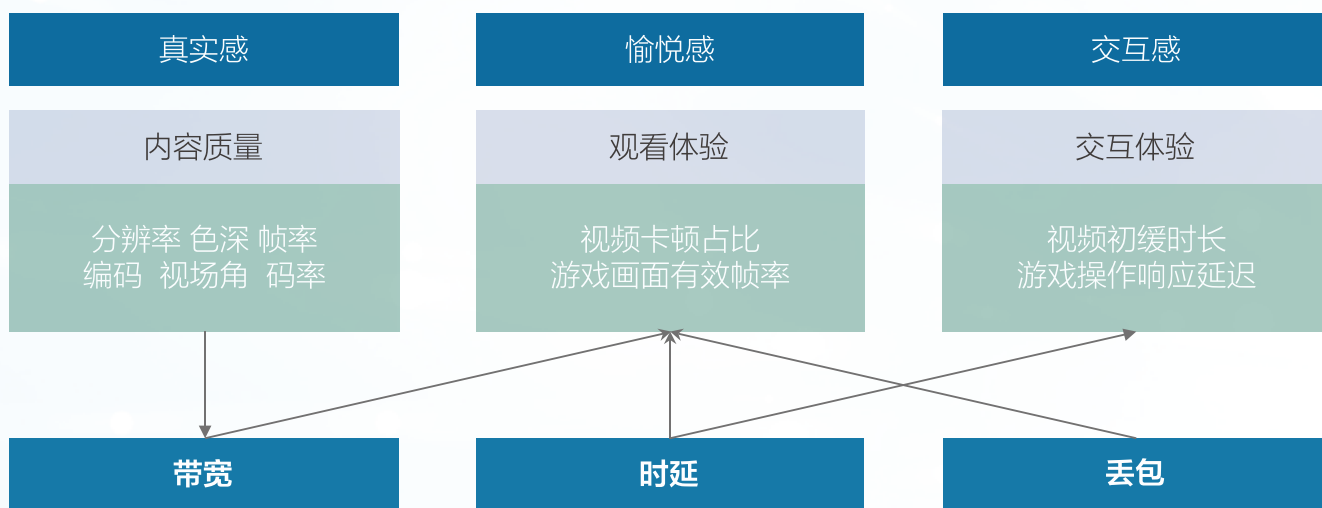 真实感
愉悦感
交互感
内容质量
观看体验
交互体验
分辨率 色深 帧率
编码 视场角 码率
视频卡顿占比
游戏画面有效帧率
视频初缓时长
游戏操作响应延迟
带宽
时延
丢包